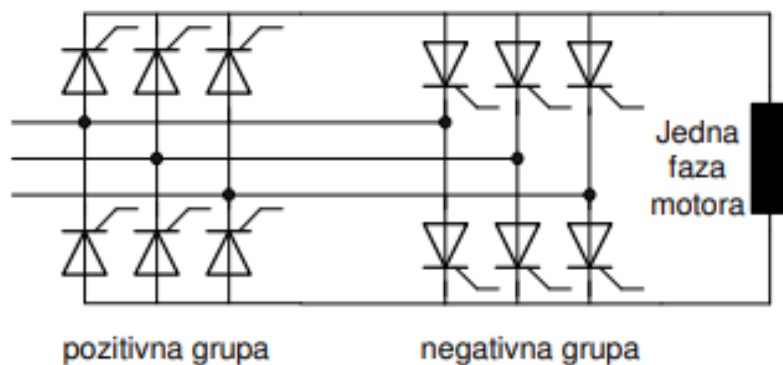 Jedna
faza
motora
pozitivna grupa
negativna grupa